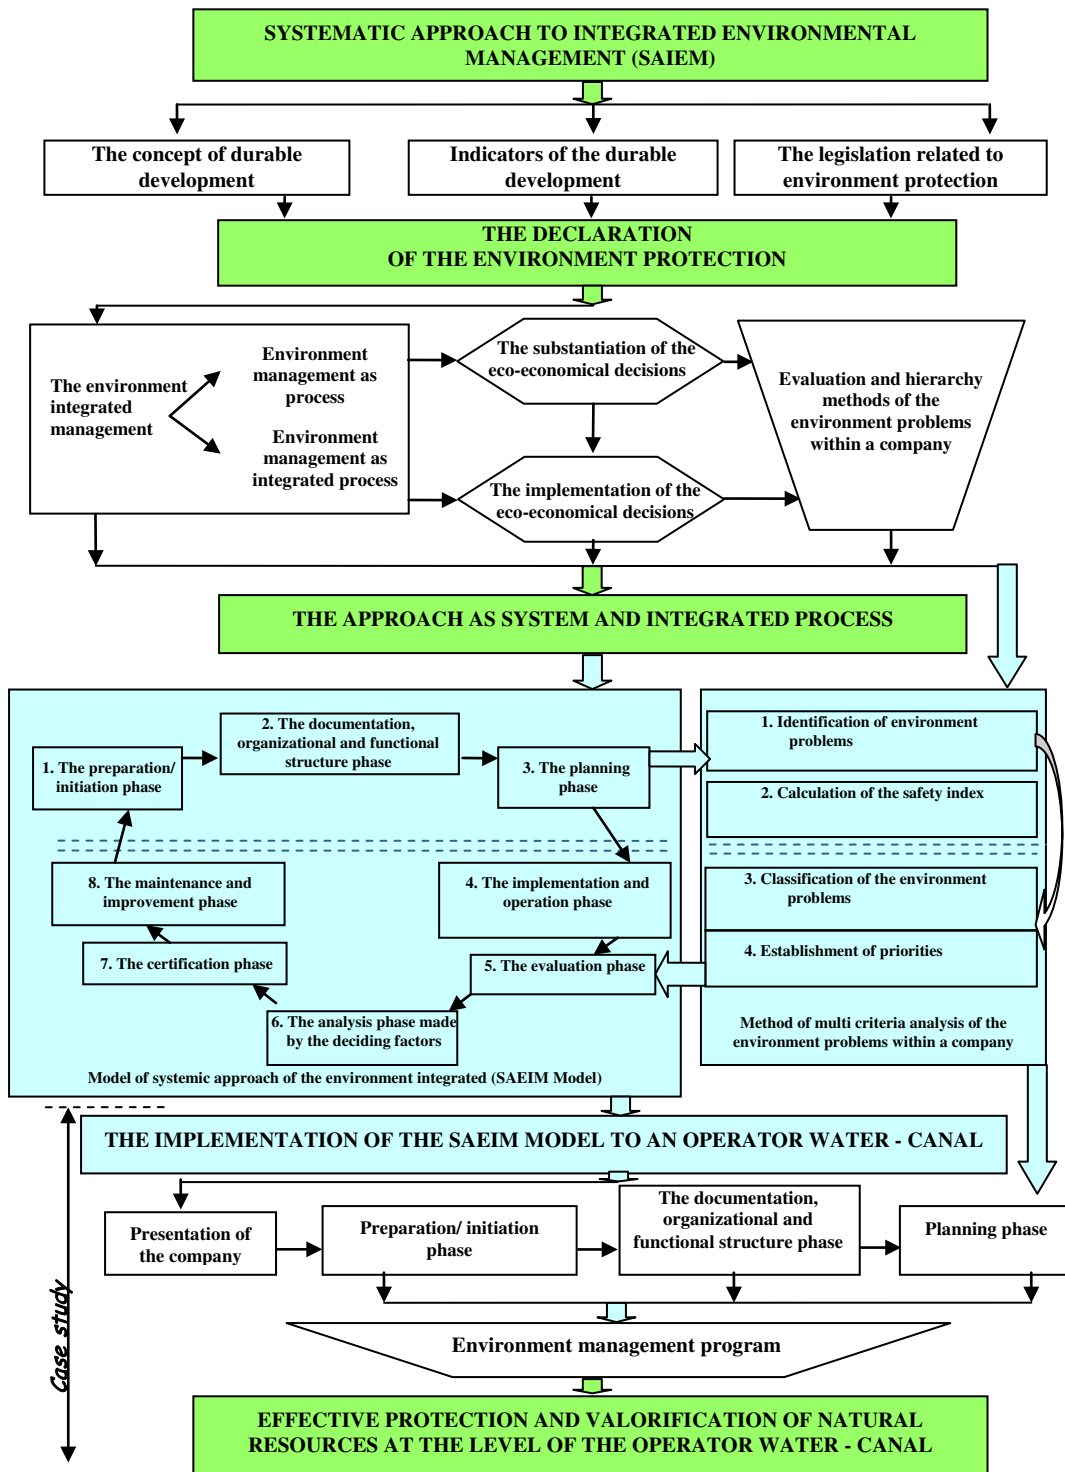 SYSTEMATIC APPROACH TO INTEGRATED ENVIRONMENTAL
MANAGEMENT (SAIEM)
The concept of durable
development
Indicators of the durable
development
The legislation related to
environment protection
THE DECLARATION
OF THE ENVIRONMENT PROTECTION
The environment
integrated
management
Environment
management as
process
Environment
management as
integrated process
The substantiation of the
eco-economical decisions
The implementation of the
eco-economical decisions
Evaluation and hierarchy
methods of the
environment problems
within a company
THE APPROACH AS SYSTEM AND INTEGRATED PROCESS
1. The preparation/
initiation phase
2. The documentation,
organizational and functional
structure phase
3. The planning
phase
4. The implementation and
operation phase
5. The evaluation phase
6. The analysis phase made
by the deciding factors
7. The certification phase
8. The maintenance and
improvement phase
Model of systemic approach of the environment integrated (SAEIM Model)
1. Identification of environment
problems
2. Calculation of the safety index
3. Classification of the environment
problems
4. Establishment of priorities
Method of multi criteria analysis of the
environment problems within a company
THE IMPLEMENTATION OF THE SAEIM MODEL TO AN OPERATOR WATER - CANAL
Presentation of
the company
Preparation/ initiation
phase
The documentation,
organizational and
functional structure phase
Planning phase
Case study
Environment management program
EFFECTIVE PROTECTION AND VALORIFICATION OF NATURAL
RESOURCES AT THE LEVEL OF THE OPERATOR WATER - CANAL